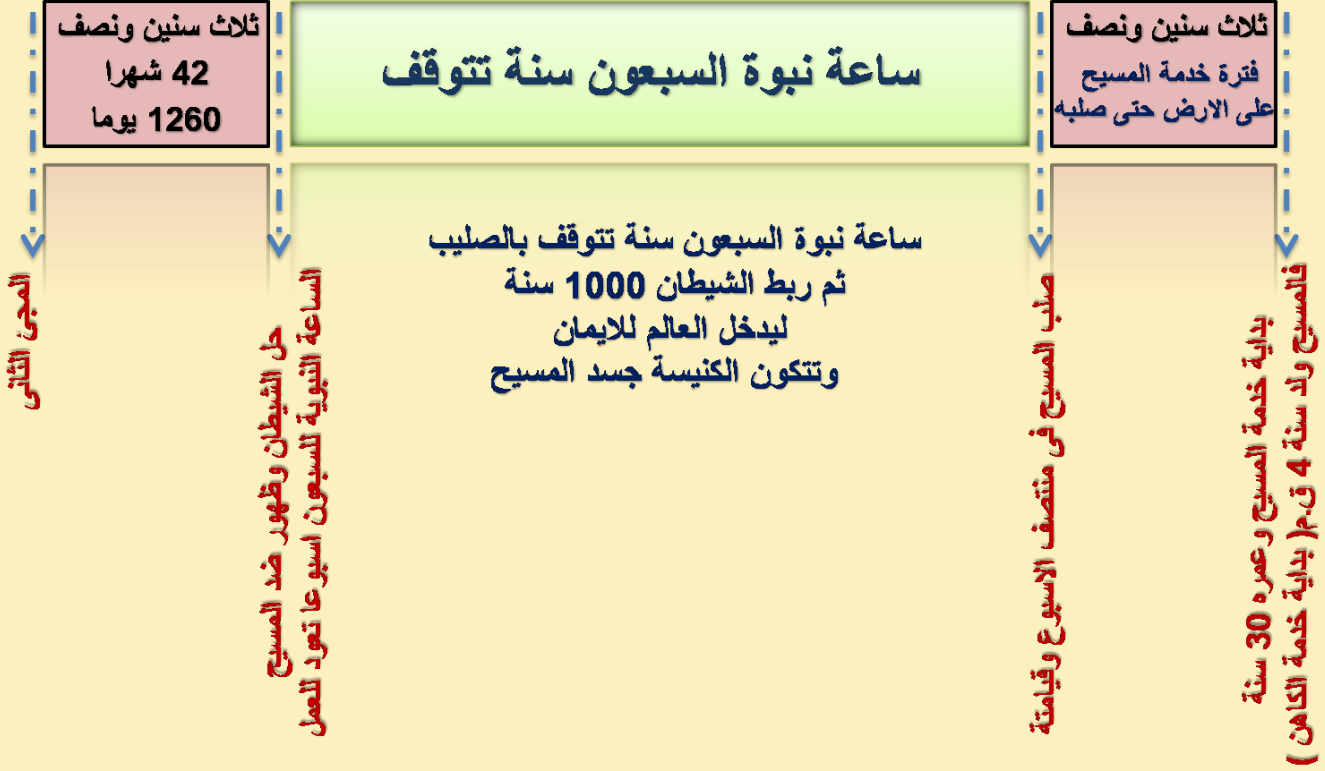 ثلاث سنين ونصف
فترة خدمة المسيح
على الارض حتى صلبه
ساعة نبوة السبعون سنة تتوقف
ثلاث سنين ونصف
42 شهرا
1260 يوما
ساعة نبوة السبعون سنة تتوقف بالصليب
ثم ربط الشيطان 1000 سنة
ليدخل العالم للايمان
وتتكون الكنيسة جسد المسيح
بداية خدمة المسيح وعمره 30 سنة
فالمسيح ولد سنة 4 ق.م( بداية خدمة الكاهن )
صلب المسيح فى منتصف الاسبوع وقيامتة
حل الشيطان وظهور ضد المسيح
الساعة النبوية للسبعون اسبوعا تعود للعمل
المجئ الثانى